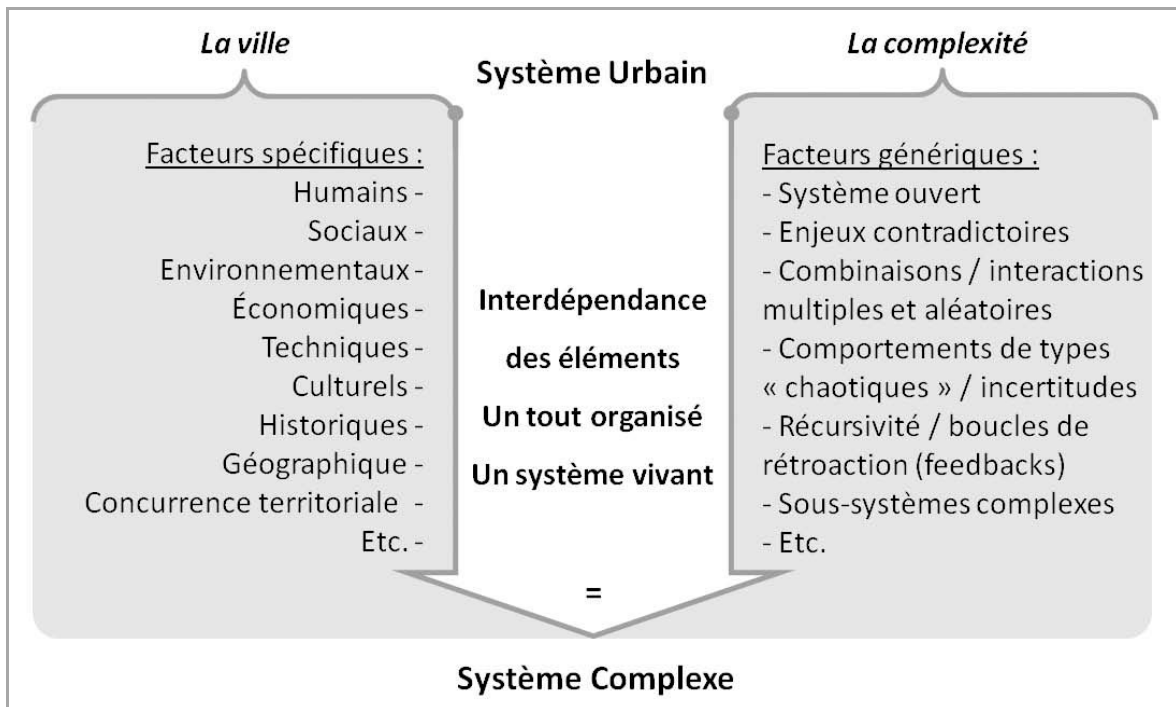 La ville
Système Urbain
La complexité
Facteurs spécifiques :
Humains -
Sociaux -
Environnementaux -
Économiques -
Techniques -
Culturels -
Historiques -
Géographique -
Concurrence territoriale -
Etc. -
Interdépendance
des éléments
Un tout organisé
Un système vivant
=
Facteurs génériques :
- Système ouvert
- Enjeux contradictoires
- Combinaisons / interactions
multiples et aléatoires
- Comportements de types
« chaotiques » / incertitudes
- Récursivité / boucles de
rétroaction (feedbacks)
- Sous-systèmes complexes
- Etc.
Système Complexe